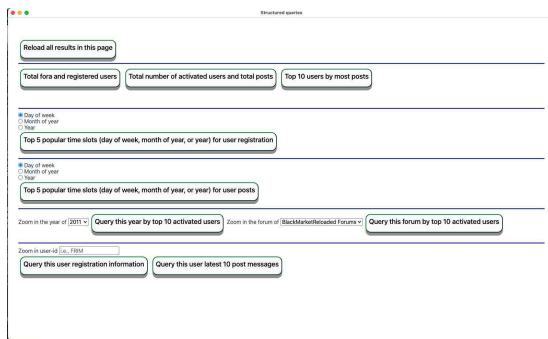 Structured queries
Reload all results in this page
Total fora and registered users Total number of activated users and total posts Top 10 users by most posts
Day of week
Month of year
Year
Top 5 popular time slots (day of week, month of year, or year) for user registration
Day of week
Month of year
Year
Top 5 popular time slots (day of week, month of year, or year) for user posts
Zoom in the year of 2011 Query this year by top 10 activated users Zoom in the forum of BlackMarketReloaded Forums Query this forum by top 10 activated users
Zoom in user-id i.e., FRIM
Query this user registration information Query this user latest 10 post messages